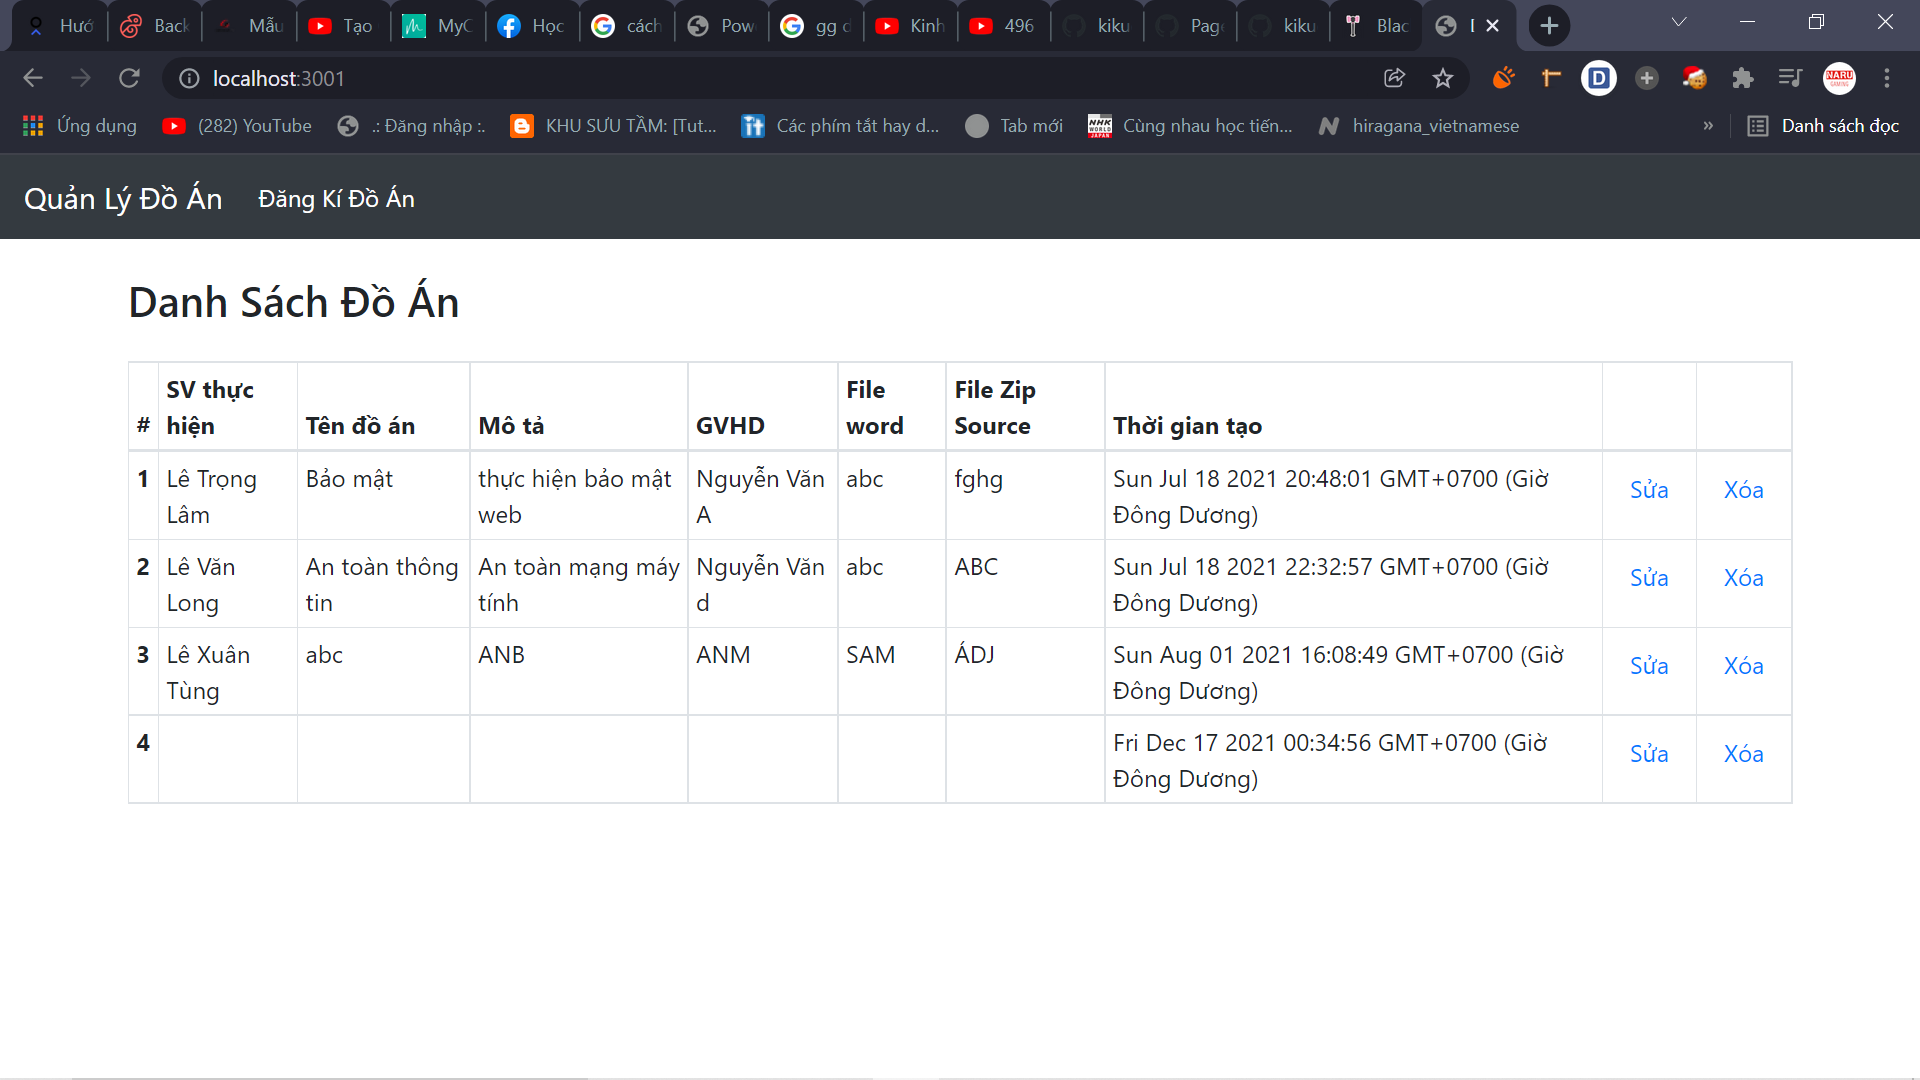 Hướ
Back
Mẫu
Tạo
MyC
Học
cách
Pow
gg d
Kinh
496
kiku
Page
kiku
Blac
localhost:3001
Ứng dụng
(282) YouTube
.: Đăng nhập :.
KHU SƯU TẦM: [Tut...
Các phím tắt hay d...
Tab mới
NHK WORLD JAPAN
Cùng nhau học tiến...
hiragana_vietnamese
»
Danh sách đọc
Quản Lý Đồ Án
Đăng Kí Đồ Án
Danh Sách Đồ Án
# SV thực hiện Tên đồ án Mô tả GVHD File word File Zip Source Thời gian tạo
1 Lê Trọng Lâm Bảo mật thực hiện bảo mật web Nguyễn Văn A abc fghg Sun Jul 18 2021 20:48:01 GMT+0700 (Giờ Đông Dương) Sửa Xóa
2 Lê Văn Long An toàn thông tin An toàn mạng máy tính Nguyễn Văn d abc ABC Sun Jul 18 2021 22:32:57 GMT+0700 (Giờ Đông Dương) Sửa Xóa
3 Lê Xuân Tùng abc ANB ANM SAM ÁDJ Sun Aug 01 2021 16:08:49 GMT+0700 (Giờ Đông Dương) Sửa Xóa
4 Fri Dec 17 2021 00:34:56 GMT+0700 (Giờ Đông Dương) Sửa Xóa